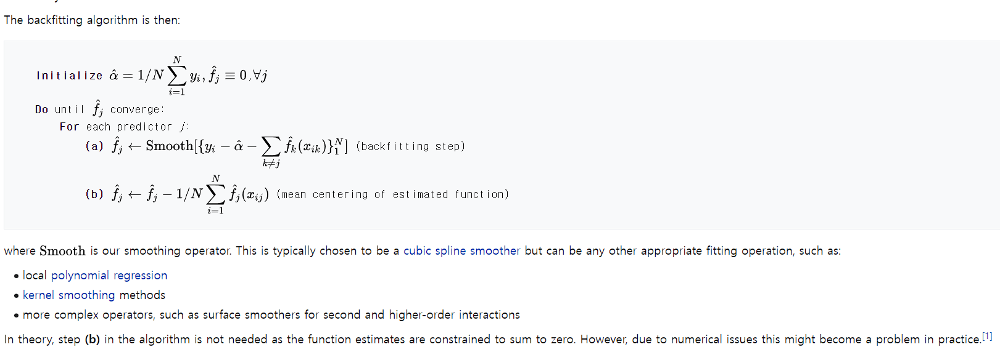 The backfitting algorithm is then:
Initialize $\hat{\alpha} = 1/N \sum_{i=1}^{N} y_i, \hat{f}_j \equiv 0, \forall j$
Do until $\hat{f}_j$ converge:
For each predictor j:
(a) $\hat{f}_j \leftarrow \text{Smooth}[\{y_i - \hat{\alpha} - \sum_{k \neq j} \hat{f}_k(x_{ik})\}_1^N]$ (backfitting step)
(b) $\hat{f}_j \leftarrow \hat{f}_j - 1/N \sum_{i=1}^{N} \hat{f}_j(x_{ij})$ (mean centering of estimated function)
where Smooth is our smoothing operator. This is typically chosen to be a cubic spline smoother but can be any other appropriate fitting operation, such as:
• local polynomial regression
• kernel smoothing methods
• more complex operators, such as surface smoothers for second and higher-order interactions
In theory, step (b) in the algorithm is not needed as the function estimates are constrained to sum to zero. However, due to numerical issues this might become a problem in practice.[1]